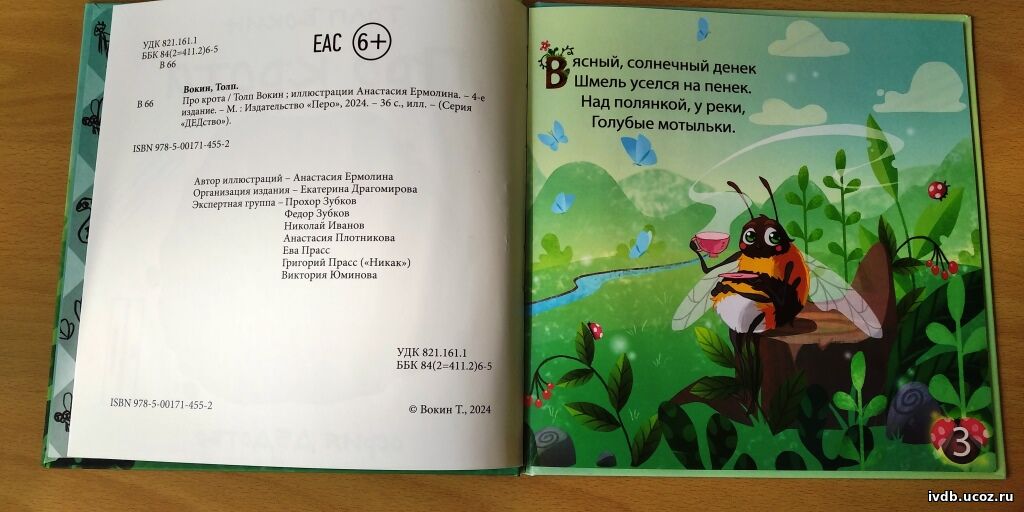 УДК 821.161.1
ББК 84(2=411.2)6-5
В 66
EAC 6+
Вокин, Толп.
В 66 Про крота / Толп Вокин ; иллюстрации Анастасия Ермолина. – 4-е
издание. – М. : Издательство «Перо», 2024. – 36 с., илл. – (Серия
«ДЕДство»).
ISBN 978-5-00171-455-2
Автор иллюстраций – Анастасия Ермолина
Организация издания – Екатерина Драгомирова
Экспертная группа – Прохор Зубков
Федор Зубков
Николай Иванов
Анастасия Плотникова
Ева Прасс
Григорий Прасс («Никак»)
Виктория Юминова
УДК 821.161.1
ББК 84(2=411.2)6-5
ISBN 978-5-00171-455-2
© Вокин Т., 2024
В ясный, солнечный денек
Шмель уселся на пенек.
Над полянкой, у реки,
Голубые мотыльки.
3
ivdb.ucoz.ru